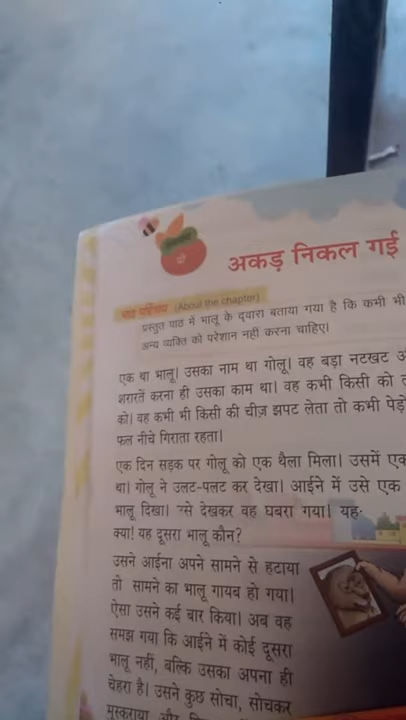 दो
अकड़ निकल गई
पाठ परिचय (About the chapter)
प्रस्तुत पाठ में भालू के द्वारा बताया गया है कि कभी भी
अन्य व्यक्ति को परेशान नहीं करना चाहिए।
एक था भालू। उसका नाम था गोलू। वह बड़ा नटखट
शरारतें करना ही उसका काम था। वह कभी किसी को
को। वह कभी भी किसी की चीज़ झपट लेता तो कभी पेड़ों
फल नीचे गिराता रहता।
एक दिन सड़क पर गोलू को एक थैला मिला। उसमें एक
था। गोलू ने उलट-पलट कर देखा। आईने में उसे एक
भालू दिखा। देखकर वह घबरा गया। यह
क्या! यह दूसरा भालू कौन?
उसने आईना अपने सामने से हटाया
तो सामने का भालू गायब हो गया।
ऐसा उसने कई बार किया। अब वह
समझ गया कि आईने में कोई दूसरा
भालू नहीं, बल्कि उसका अपना ही
चेहरा है। उसने कुछ सोचा, सोचकर
मुस्कराया और